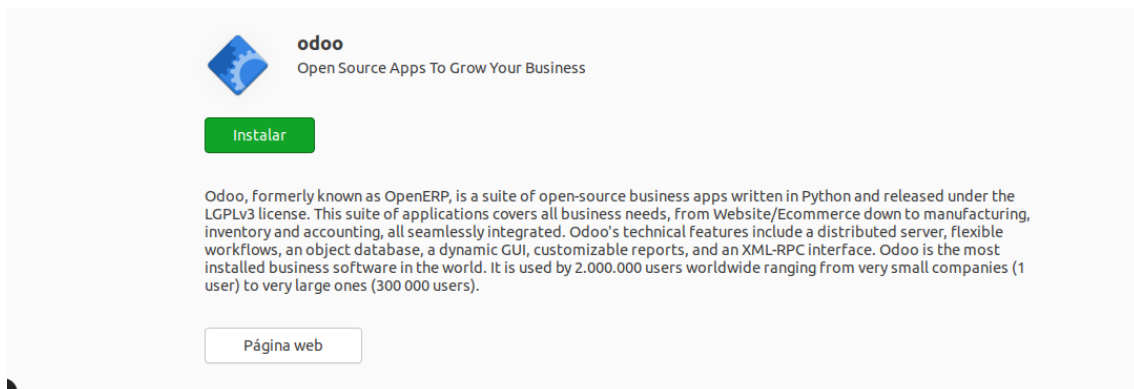 odoo
Open Source Apps To Grow Your Business
Instalar
Odoo, formerly known as OpenERP, is a suite of open-source business apps written in Python and released under the
LGPLv3 license. This suite of applications covers all business needs, from Website/Ecommerce down to manufacturing,
inventory and accounting, all seamlessly integrated. Odoo's technical features include a distributed server, flexible
workflows, an object database, a dynamic GUI, customizable reports, and an XML-RPC interface. Odoo is the most
installed business software in the world. It is used by 2.000.000 users worldwide ranging from very small companies (1
user) to very large ones (300 000 users).
Página web